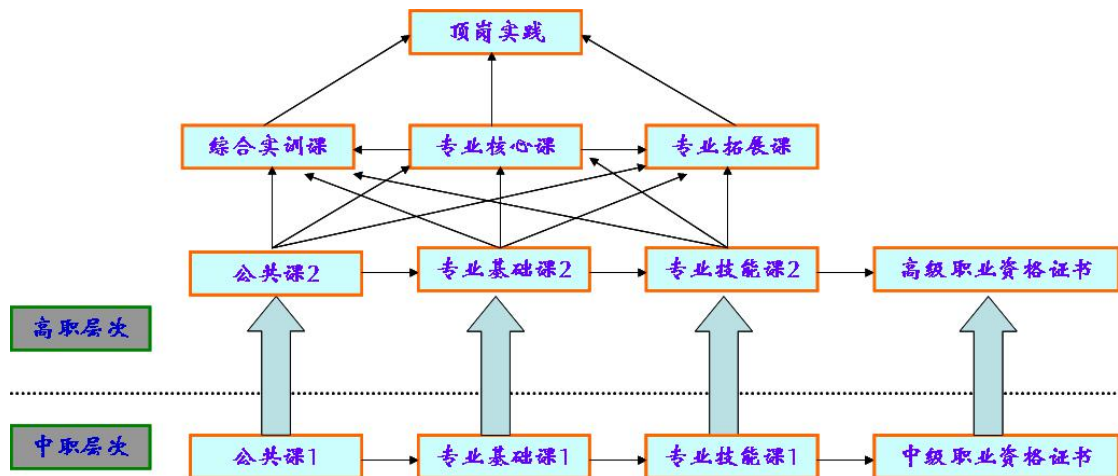 顶岗实践
综合实训课
专业核心课
专业拓展课
公共课2
专业基础课2
专业技能课2
高级职业资格证书
高职层次
中职层次
公共课1
专业基础课1
专业技能课1
中级职业资格证书